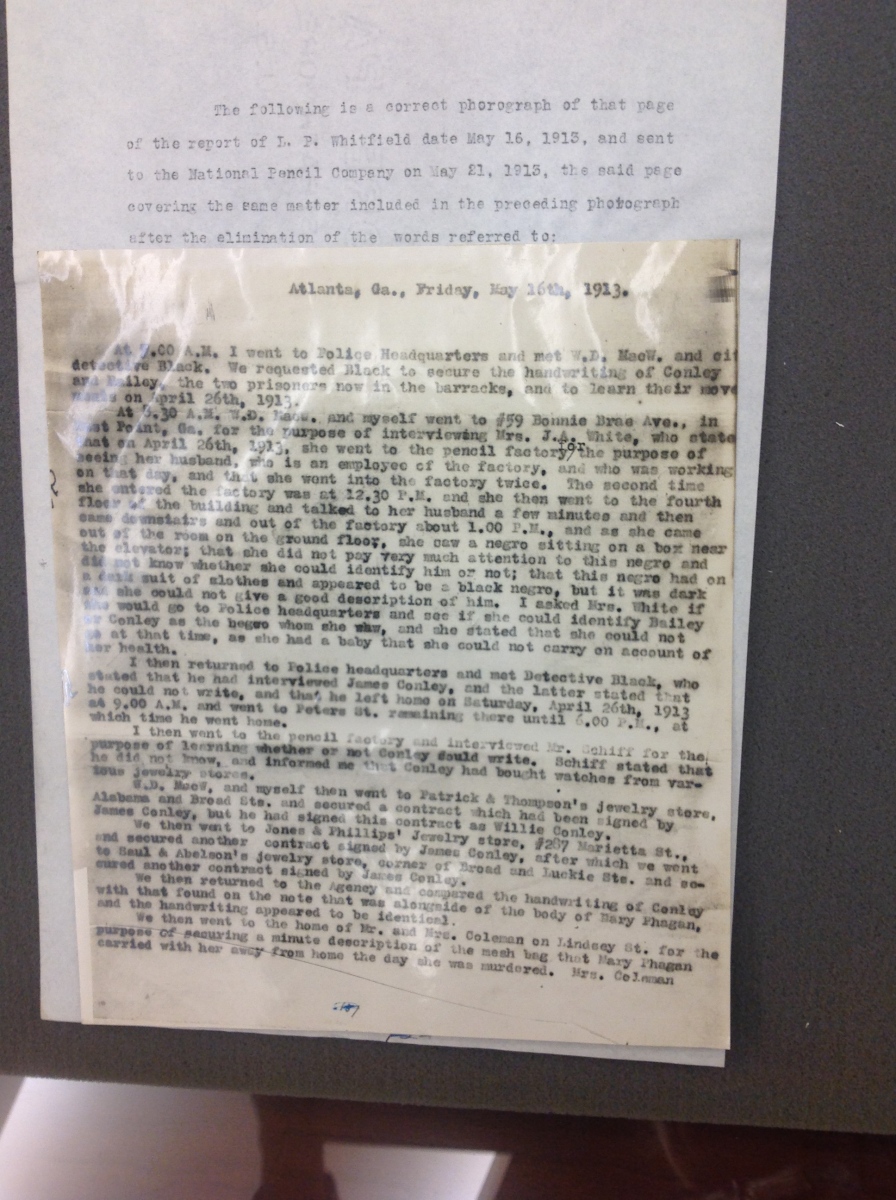 The following is a correct phorograph of that page
of the report of L. P. Whitfield date May 16, 1913, and sent
to the National Pencil Company on May 21, 1913, the said page
covering the same matter included in the preceding photograph
after the elimination of the words referred to:
Atlanta, Ga., Friday, May 16th, 1913.
At 7.00 A.M. I went to Police Headquarters and met W.D. MacW. and cit
detective Black. We requested Black to secure the handwriting of Conley
and Bailey, the two prisoners now in the barracks, and to learn their move
ments on April 26th, 1913.
At 8.30 A.M. W.D. MacW. and myself went to #59 Bonnie Brae Ave., in
East Point, Ga. for the purpose of interviewing Mrs. J.A. White, who state
that on April 26th, 1913, she went to the pencil factory for the purpose of
seeing her husband, who is an employee of the factory, and who was working
on that day, and that she went into the factory twice. The second time
she entered the factory was at 12.30 P.M. and she then went to the fourth
floor of the building and talked to her husband a few minutes and then
came downstairs and out of the factory about 1.00 P.M., and as she came
out of the room on the ground floor, she saw a negro sitting on a box near
the elevator; that she did not pay very much attention to this negro and
did not know whether she could identify him or not; that this negro had on
a dark suit of slothes and appeared to be a black negro, but it was dark
and she could not give a good description of him. I asked Mrs. White if
she would go to Police headquarters and see if she could identify Bailey
or Conley as the begro whom she saw, and she stated that she could not
go at that time, as she had a baby that she could not carry on account of
her health.
I then returned to Police headquarters and met Detective Black, who
stated that he had interviewed James Conley, and the latter stated that
he could not write, and that he left home on Saturday, April 26th, 1913
at 9.00 A.M. and went to Peters St. remaining there until 6.00 P.M., at
which time he went home.
I then went to the pencil factory and interviewed Mr. Schiff for the
purpose of learning whether or not Conley could write. Schiff stated that
he did not know, and informed me that Conley had bought watches from var-
ious jewelry stores.
W.D. MacW, and myself then went to Patrick & Thompson's jewelry store,
Alabama and Broad Sts. and secured a contract which had been signed by
James Conley, but he had signed this contract as Willie Conley.
We then went to Jones & Phillips' Jewelry store, #287 Marietta St.,
and secured another contract signed by James Conley, after which we went
to Saul & Abelson's jewelry store, corner of Broad and Luckie Sts. and se-
cured another contract signed by James Conley.
We then returned to the Agency and compared the handwriting of Conley
with that found on the note that was alongside of the body of Mary Phagan,
and the handwriting appeared to be identical.
We then went to the home of Mr. and Mrs. Coleman on Lindsey St. for the
purpose of securing a minute description of the mesh bag that Mary Phagan
carried with her away from home the day she was murdered. Mrs. Coleman